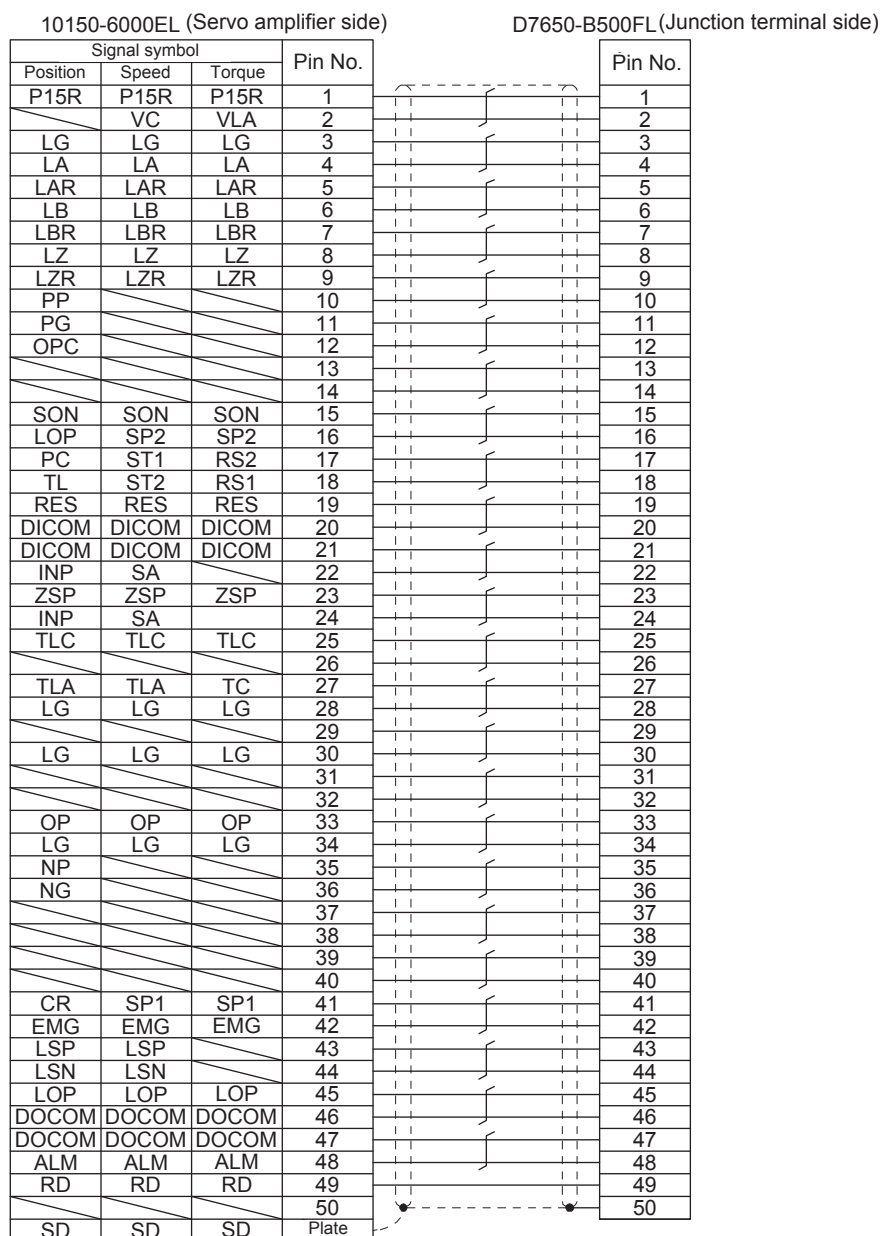 10150-6000EL (Servo amplifier side) D7650-B500FL (Junction terminal side)
Signal symbol Pin No. Pin No.
Position Speed Torque
P15R P15R P15R 1 1
VC VLA 2 2
LG LG LG 3 3
LA LA LA 4 4
LAR LAR LAR 5 5
LB LB LB 6 6
LBR LBR LBR 7 7
LZ LZ LZ 8 8
LZR LZR LZR 9 9
PP 10 10
PG 11 11
OPC 12 12
13 13
14 14
SON SON SON 15 15
LOP SP2 SP2 16 16
PC ST1 RS2 17 17
TL ST2 RS1 18 18
RES RES RES 19 19
DICOM DICOM DICOM 20 20
DICOM DICOM DICOM 21 21
INP SA 22 22
ZSP ZSP ZSP 23 23
INP SA 24 24
TLC TLC TLC 25 25
26 26
TLA TLA TC 27 27
LG LG LG 28 28
29 29
LG LG LG 30 30
31 31
32 32
OP OP OP 33 33
LG LG LG 34 34
NP 35 35
NG 36 36
37 37
38 38
39 39
40 40
CR SP1 SP1 41 41
EMG EMG EMG 42 42
LSP LSP 43 43
LSN LSN 44 44
LOP LOP LOP 45 45
DOCOM DOCOM DOCOM 46 46
DOCOM DOCOM DOCOM 47 47
ALM ALM ALM 48 48
RD RD RD 49 49
50 50
SD SD SD Plate